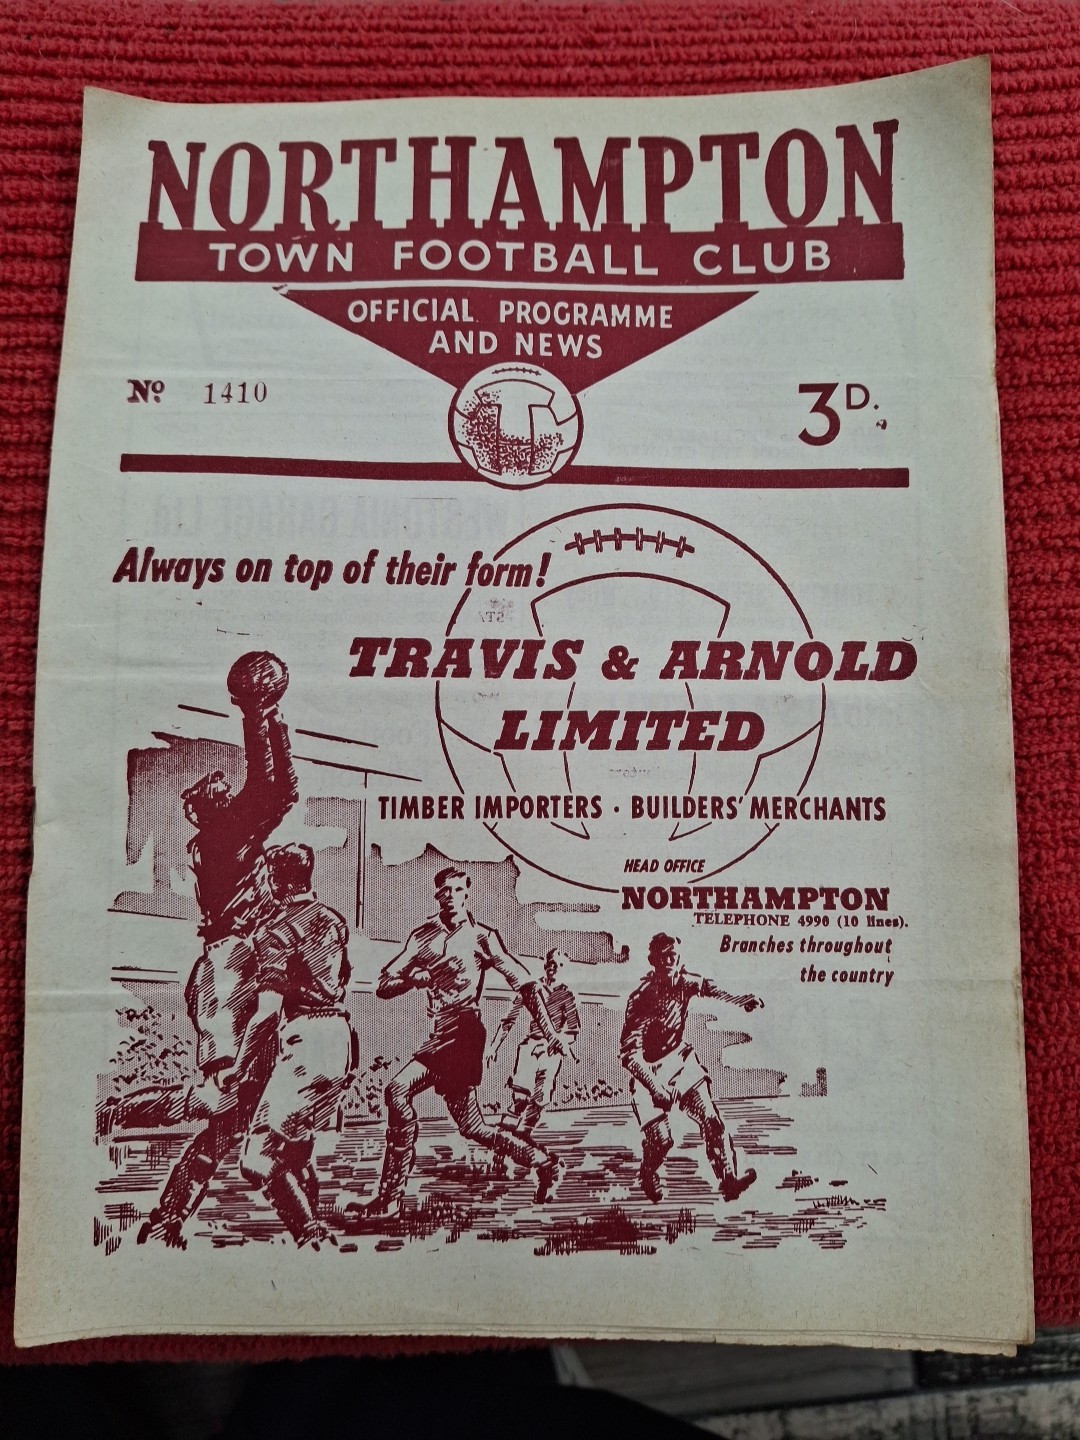 NORTHAMPTON
TOWN FOOTBALL CLUB
OFFICIAL PROGRAMME
AND NEWS
Nº. 1410
3D.
Always on top of their form!
TRAVIS & ARNOLD
LIMITED
TIMBER IMPORTERS · BUILDERS' MERCHANTS
HEAD OFFICE
NORTHAMPTON
TELEPHONE 4990 (10 lines).
Branches throughout
the country